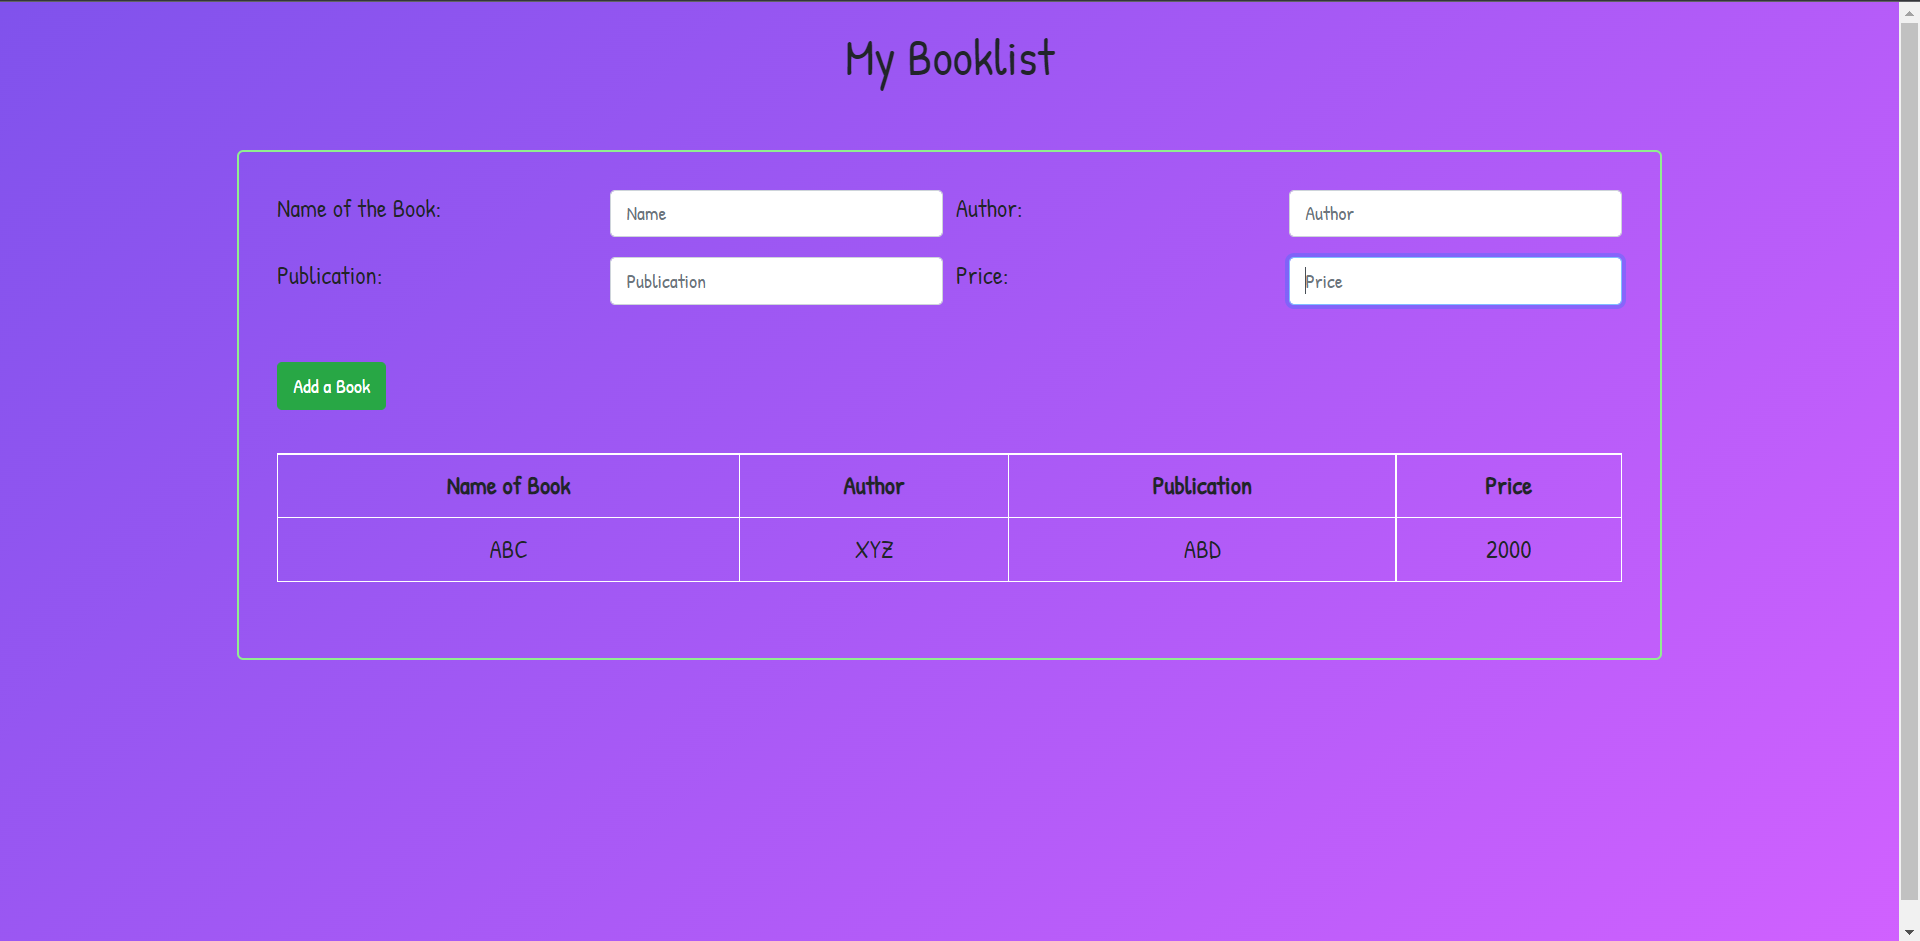 My Booklist
Name of the Book: Name Author: Author
Publication: Publication Price: Price
Add a Book
Name of Book Author Publication Price
ABC XYZ ABD 2000